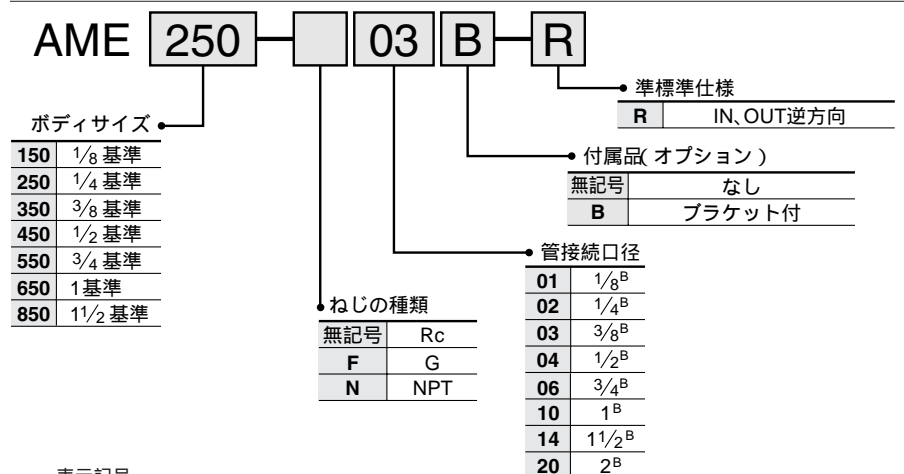 AME 250 - 03 B - R
準標準仕様
R IN、OUT逆方向
ボディサイズ
150 1/8 基準
250 1/4 基準
350 3/8 基準
450 1/2 基準
550 3/4 基準
650 1基準
850 11/2 基準
付属品(オプション)
無記号 なし
B ブラケット付
管接続口径
01 1/8B
02 1/4B
03 3/8B
04 1/2B
06 3/4B
10 1B
14 11/2B
20 2B
ねじの種類
無記号 Rc
F G
N NPT
表示記号